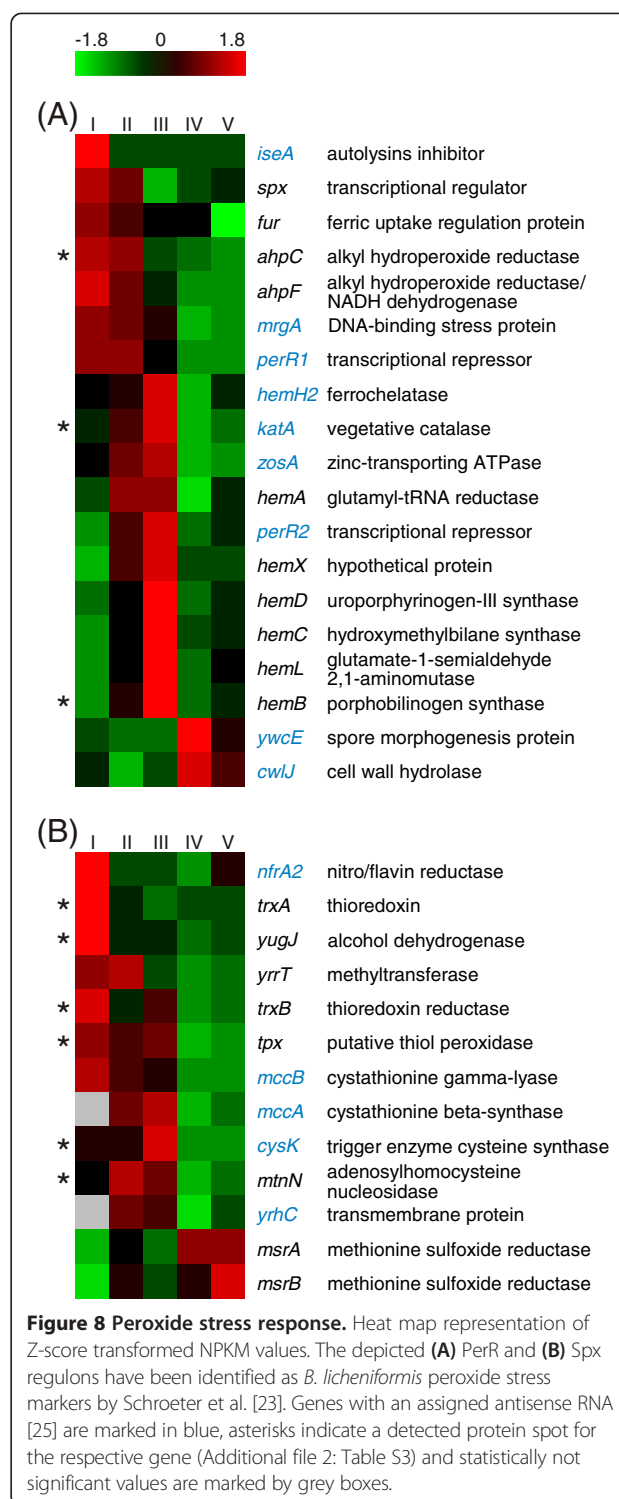 -1.8 0 1.8
(A)
I II III IV V
iseA autolysins inhibitor
spx transcriptional regulator
fur ferric uptake regulation protein
* ahpC alkyl hydroperoxide reductase
ahpF alkyl hydroperoxide reductase/
NADH dehydrogenase
mrgA DNA-binding stress protein
perR1 transcriptional repressor
hemH2 ferrochelatase
* katA vegetative catalase
zosA zinc-transporting ATPase
hemA glutamyl-tRNA reductase
perR2 transcriptional repressor
hemX hypothetical protein
hemD uroporphyrinogen-III synthase
hemC hydroxymethylbilane synthase
hemL glutamate-1-semialdehyde
2,1-aminomutase
* hemB porphobilinogen synthase
ywcE spore morphogenesis protein
cwlJ cell wall hydrolase
(B)
I II III IV V
nfrA2 nitro/flavin reductase
* trxA thioredoxin
* yugJ alcohol dehydrogenase
yrrT methyltransferase
* trxB thioredoxin reductase
* tpx putative thiol peroxidase
mccB cystathionine gamma-lyase
mccA cystathionine beta-synthase
* cysK trigger enzyme cysteine synthase
* mtnN adenosylhomocysteine
nucleosidase
yrhC transmembrane protein
msrA methionine sulfoxide reductase
msrB methionine sulfoxide reductase
Figure 8 Peroxide stress response. Heat map representation of
Z-score transformed NPKM values. The depicted (A) PerR and (B) Spx
regulons have been identified as B. licheniformis peroxide stress
markers by Schroeter et al. [23]. Genes with an assigned antisense RNA
[25] are marked in blue, asterisks indicate a detected protein spot for
the respective gene (Additional file 2: Table S3) and statistically not
significant values are marked by grey boxes.